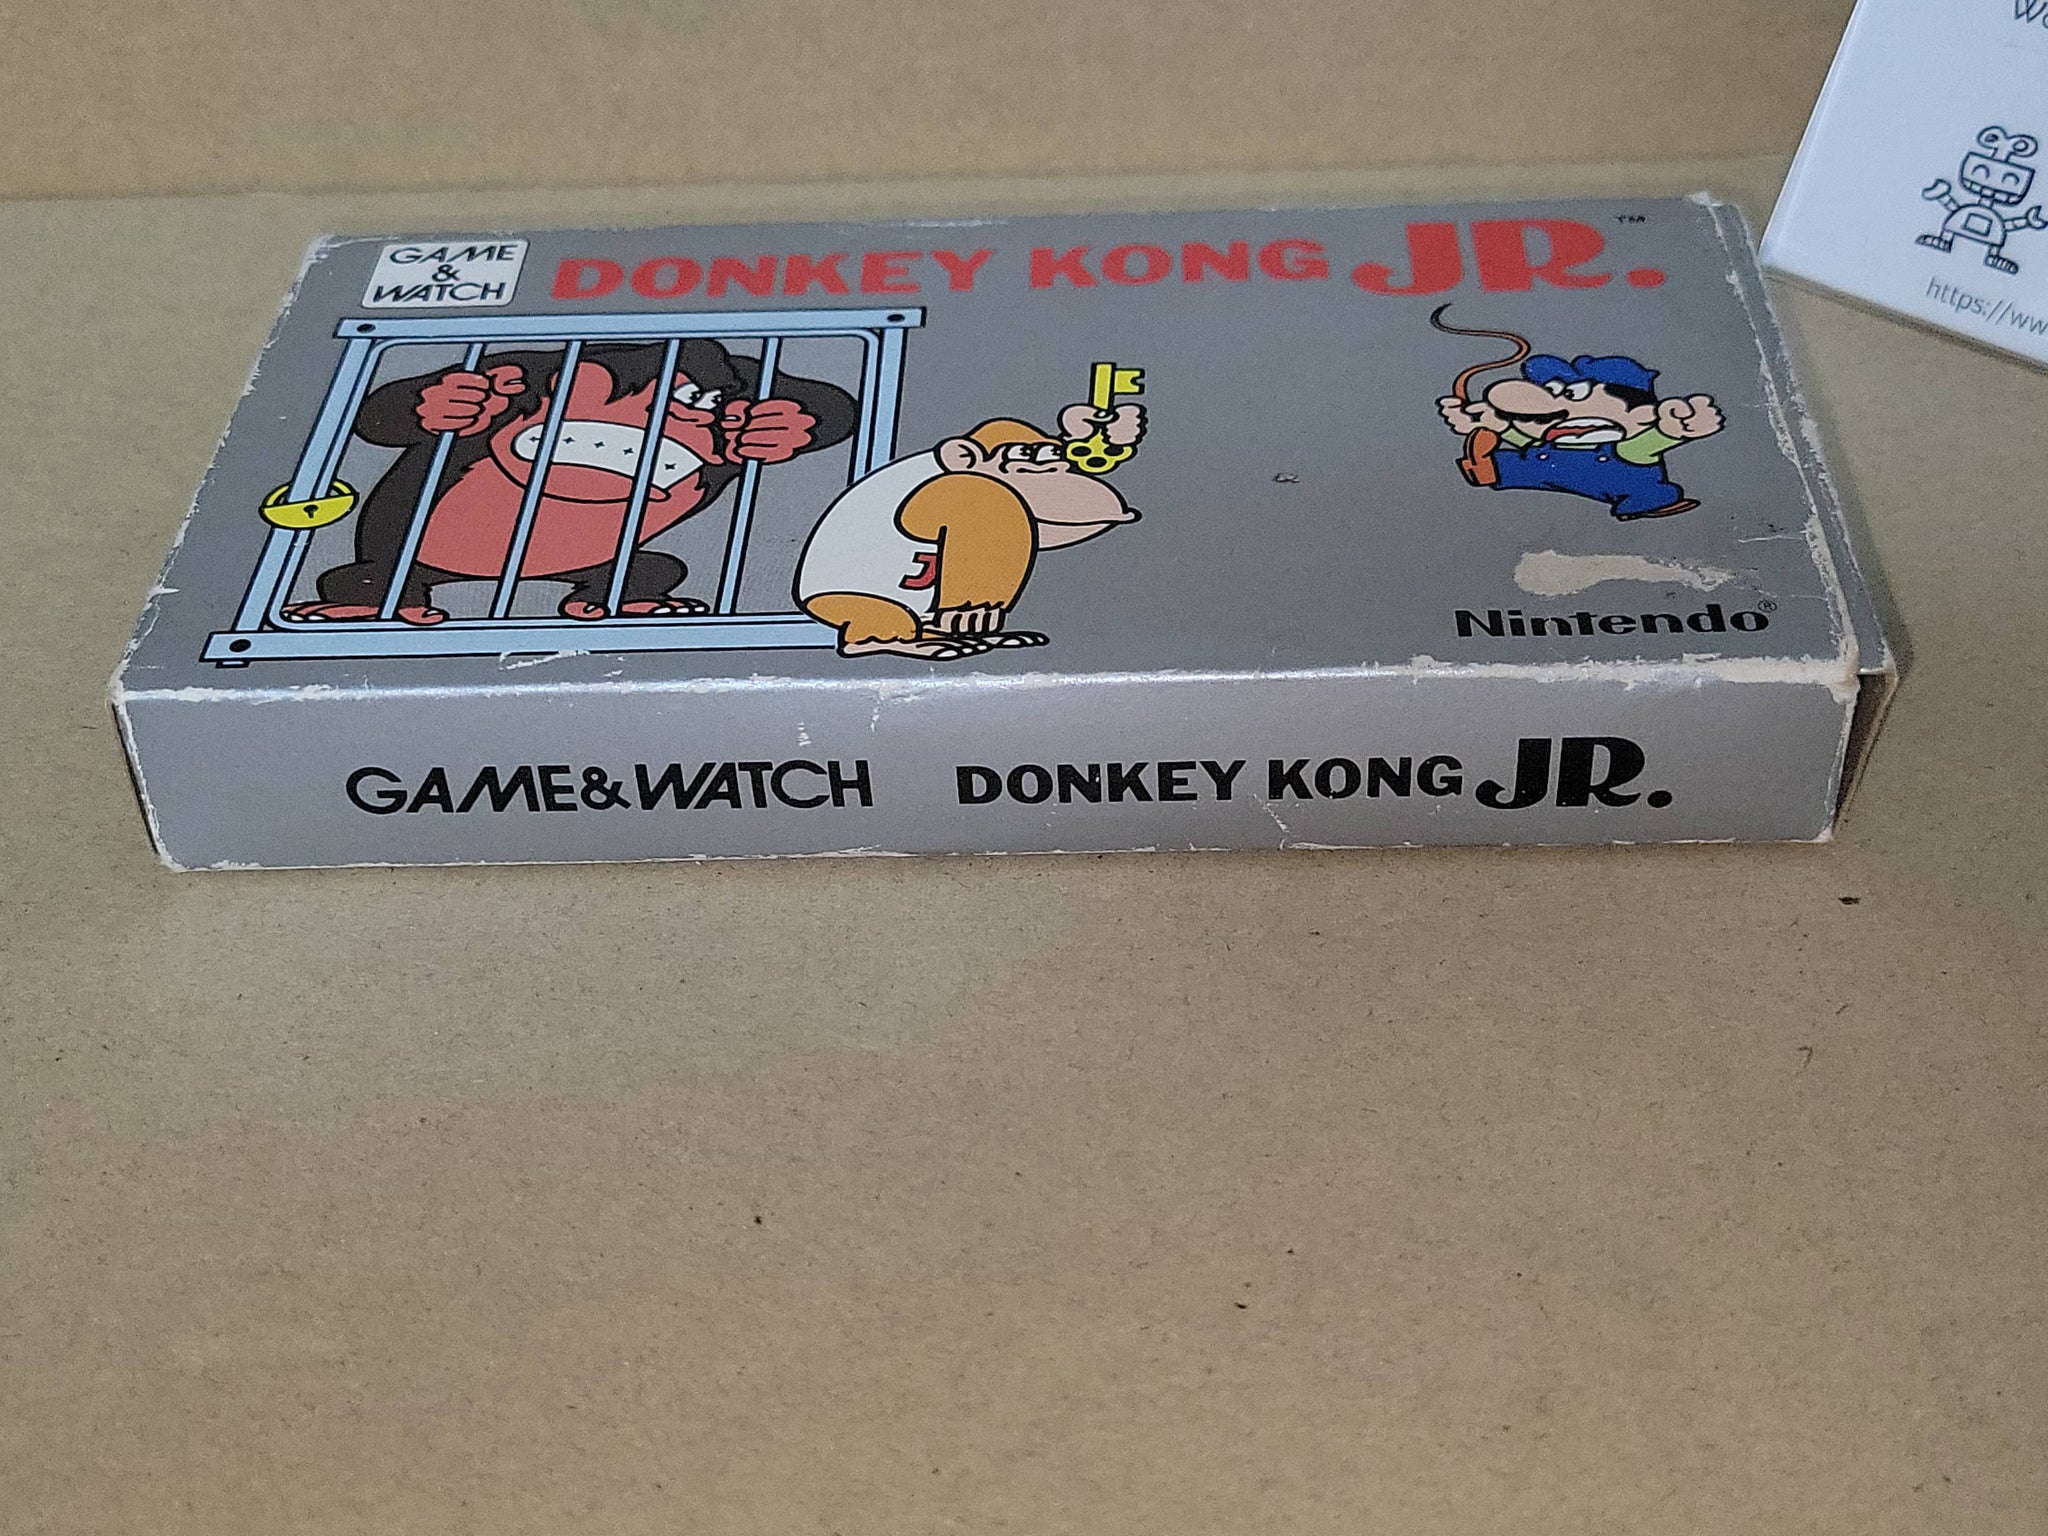 GAME
&
WATCH
DONKEY KONG JR.™
J
Nintendo®
GAME&WATCH DONKEY KONG JR.
https://ww